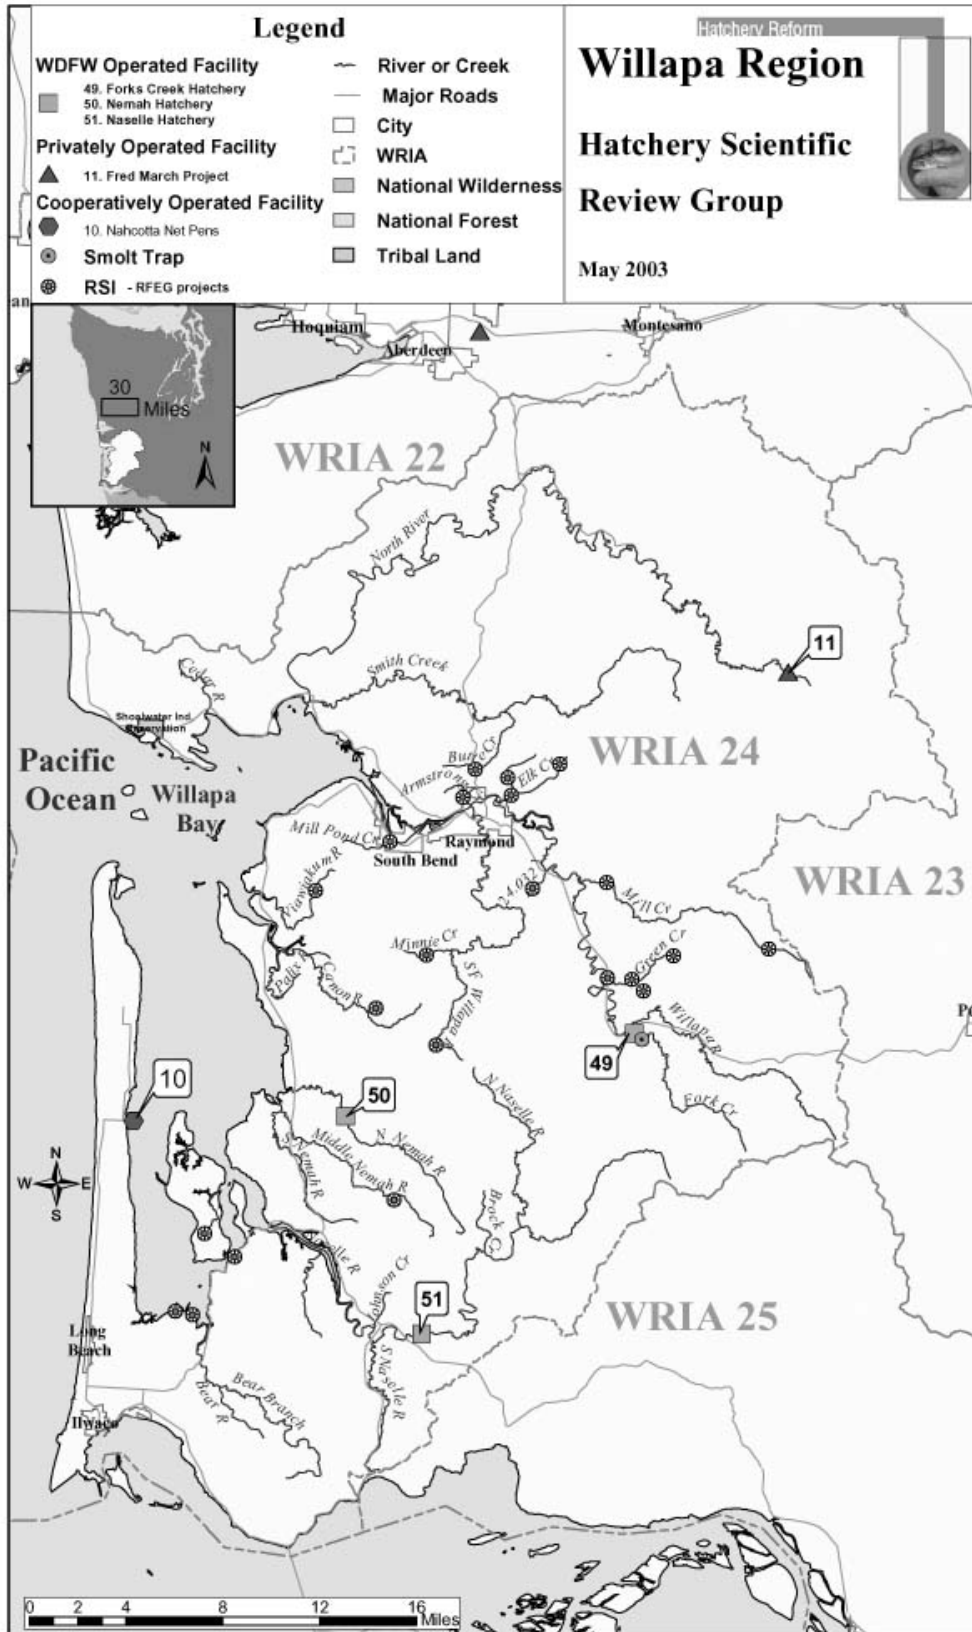 Legend
WDFW Operated Facility
49. Forks Creek Hatchery
50. Nemah Hatchery
51. Naselle Hatchery
Privately Operated Facility
11. Fred March Project
Cooperatively Operated Facility
10. Nahcotta Net Pens
Smolt Trap
RSI - RFEG projects
River or Creek
Major Roads
City
WRIA
National Wilderness
National Forest
Tribal Land
Hatchery Reform
Willapa Region
Hatchery Scientific
Review Group
May 2003
an
Hoquiam
Aberdeen
Montesano
30
Miles
N
WRIA 22
North River
11
Cedar R
Smith Creek
Shoalwater Ind.
Reservation
Pacific
Ocean
Willapa
Bay
WRIA 24
Elk Cr
Armstrong
Mill Pond Cr
Raymond
South Bend
24.032
WRIA 23
Mill Cr
Minnie Cr
Green Cr
Palix R
Canon R
SF Willapa R
Willapa R
49
Fork Cr
10
50
N Naselle R
N. Nemah R
Middle Nemah R
S Nemah R
N
W E
S
Brock C
Johnson Cr
51
WRIA 25
Long
Beach
S Naselle R
Bear Branch
Bear R
Ilwaco
0 2 4 8 12 16
Miles